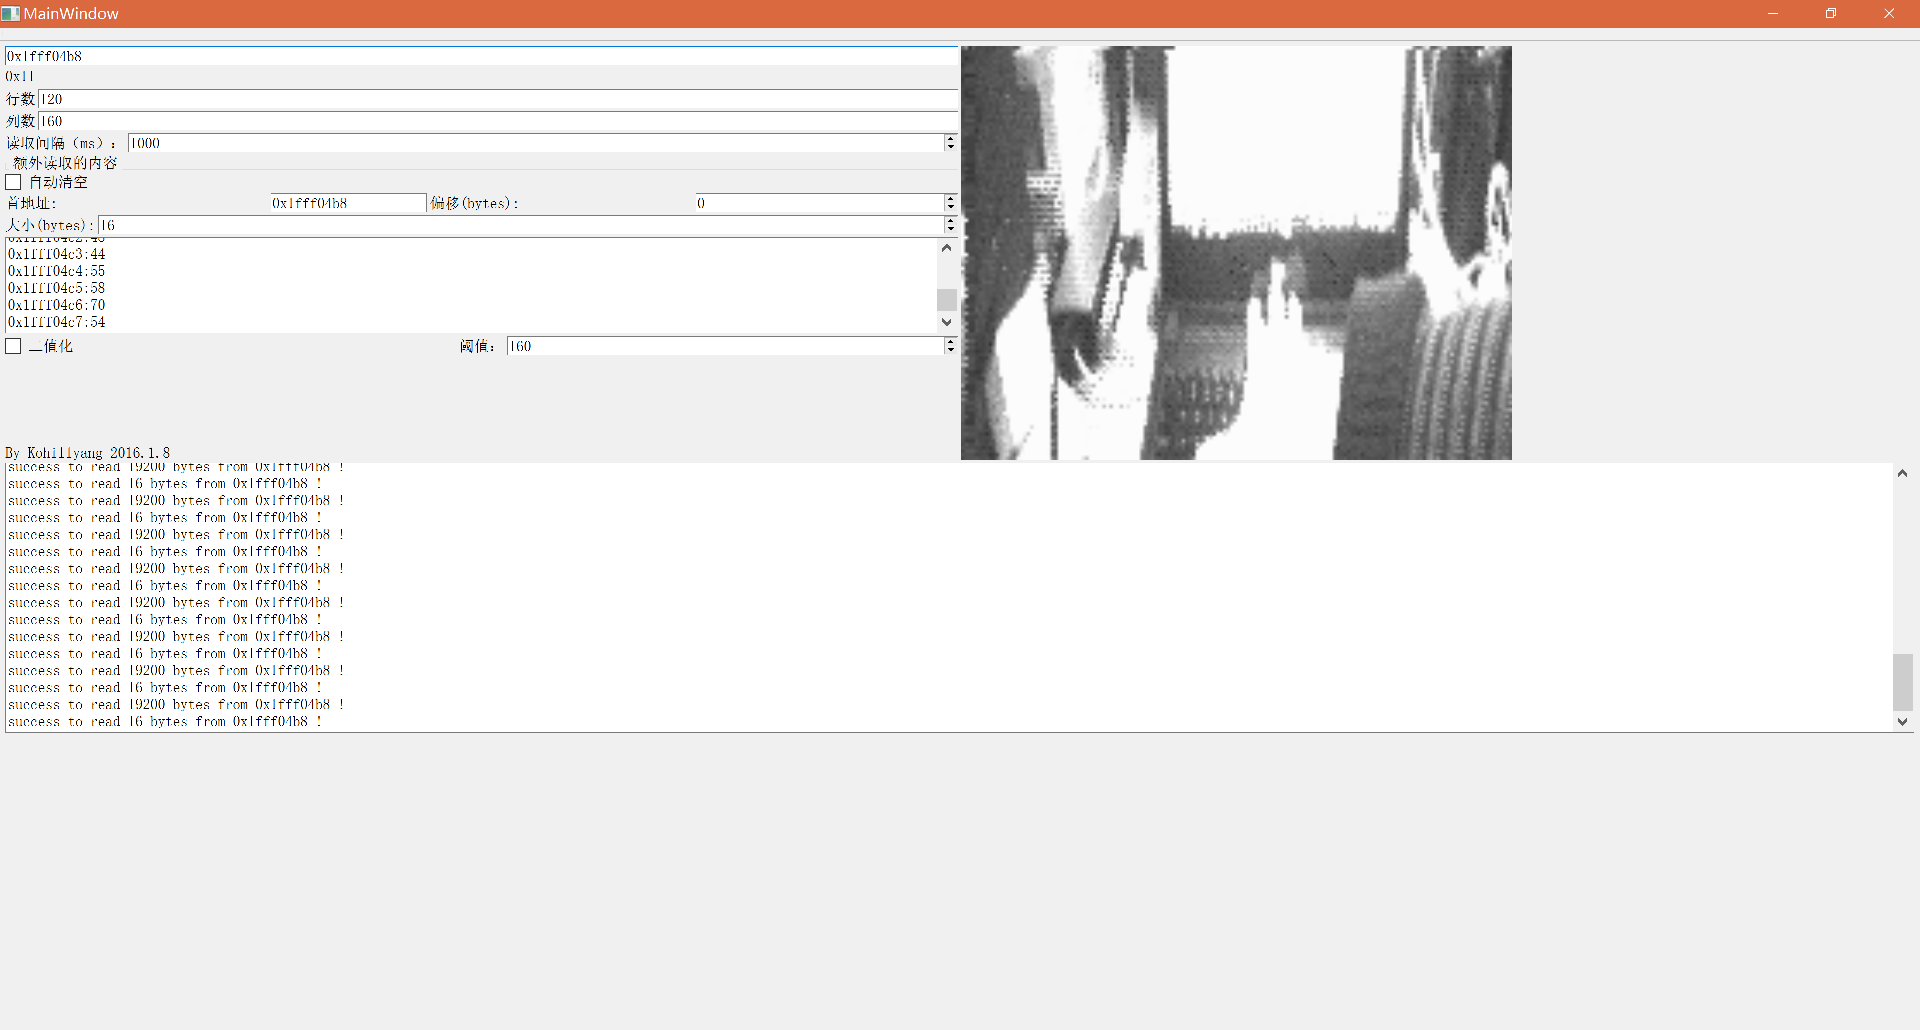 MainWindow
0x1fff04b8
0x11
行数 120
列数 160
读取间隔（ms）： 1000
额外读取的内容
自动清空
首地址: 0x1fff04b8 偏移(bytes): 0
大小(bytes): 16
0x1fff04c2:43
0x1fff04c3:44
0x1fff04c4:55
0x1fff04c5:58
0x1fff04c6:70
0x1fff04c7:54
二值化 阈值： 160
By Kohillyang 2016.1.8
success to read 19200 bytes from 0x1fff04b8 !
success to read 16 bytes from 0x1fff04b8 !
success to read 19200 bytes from 0x1fff04b8 !
success to read 16 bytes from 0x1fff04b8 !
success to read 19200 bytes from 0x1fff04b8 !
success to read 16 bytes from 0x1fff04b8 !
success to read 19200 bytes from 0x1fff04b8 !
success to read 16 bytes from 0x1fff04b8 !
success to read 19200 bytes from 0x1fff04b8 !
success to read 16 bytes from 0x1fff04b8 !
success to read 19200 bytes from 0x1fff04b8 !
success to read 16 bytes from 0x1fff04b8 !
success to read 19200 bytes from 0x1fff04b8 !
success to read 16 bytes from 0x1fff04b8 !
success to read 19200 bytes from 0x1fff04b8 !
success to read 16 bytes from 0x1fff04b8 !